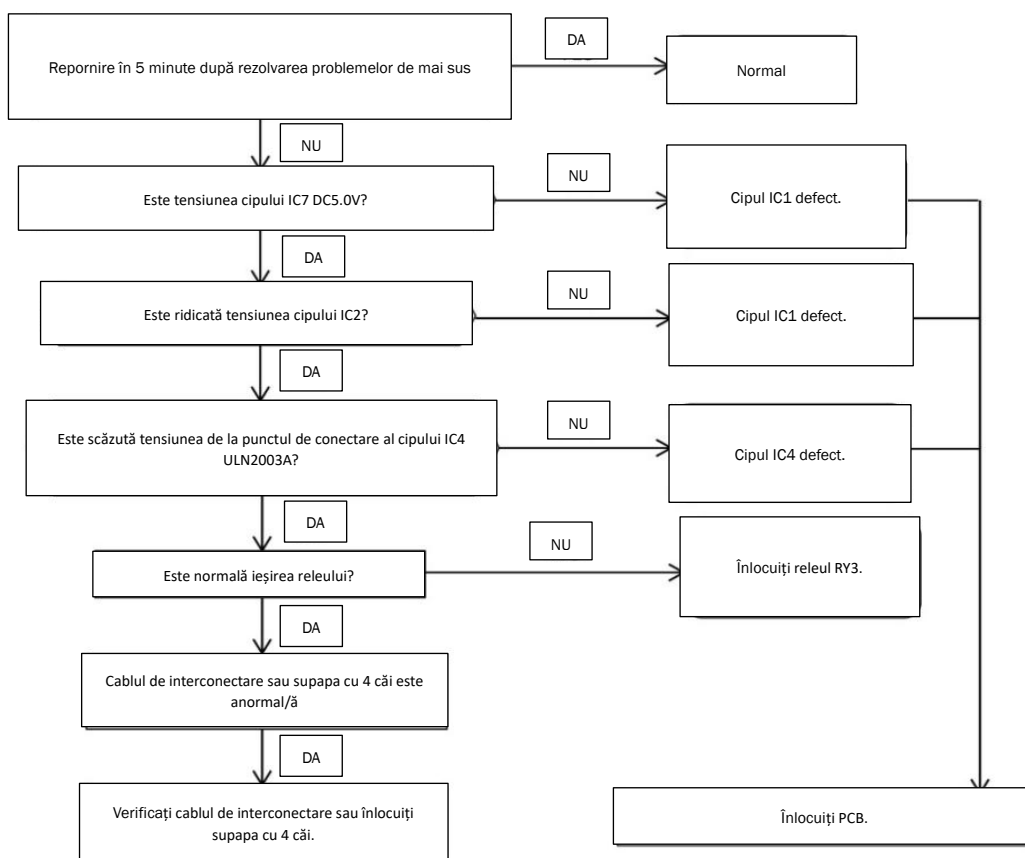 DA
Repornire în 5 minute după rezolvarea problemelor de mai sus
Normal
NU
NU
Este tensiunea cipului IC7 DC5.0V?
Cipul IC1 defect.
DA
NU
Este ridicată tensiunea cipului IC2?
Cipul IC1 defect.
DA
NU
Este scăzută tensiunea de la punctul de conectare al cipului IC4
ULN2003A?
Cipul IC4 defect.
DA
NU
Este normală ieșirea releului?
Înlocuiți releul RY3.
DA
Cablul de interconectare sau supapa cu 4 căi este
anormal/ă
DA
Verificați cablul de interconectare sau înlocuiți
supapa cu 4 căi.
Înlocuiți PCB.